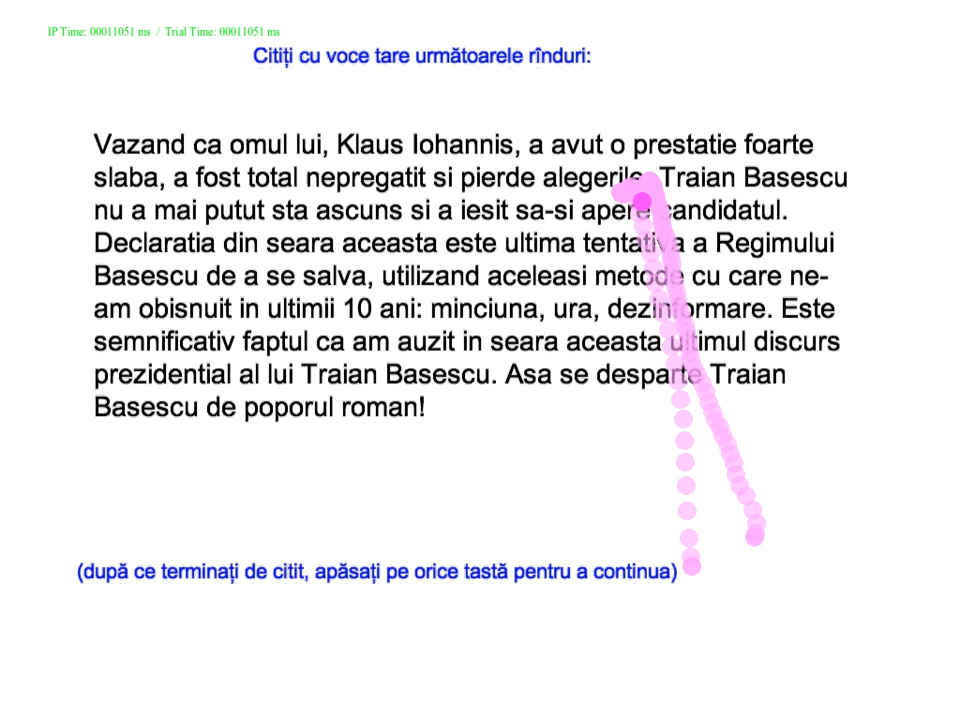 IP Time: 00011051 ms / Trial Time: 00011051 ms
Citiți cu voce tare următoarele rînduri:
Vazand ca omul lui, Klaus Iohannis, a avut o prestatie foarte
slaba, a fost total nepregatit si pierde alegerile, Traian Basescu
nu a mai putut sta ascuns si a iesit sa-si apere candidatul.
Declaratia din seara aceasta este ultima tentativa a Regimului
Basescu de a se salva, utilizand aceleasi metode cu care ne-
am obisnuit in ultimii 10 ani: minciuna, ura, dezinformare. Este
semnificativ faptul ca am auzit in seara aceasta ultimul discurs
prezidential al lui Traian Basescu. Asa se desparte Traian
Basescu de poporul roman!
(după ce terminați de citit, apăsați pe orice tastă pentru a continua)